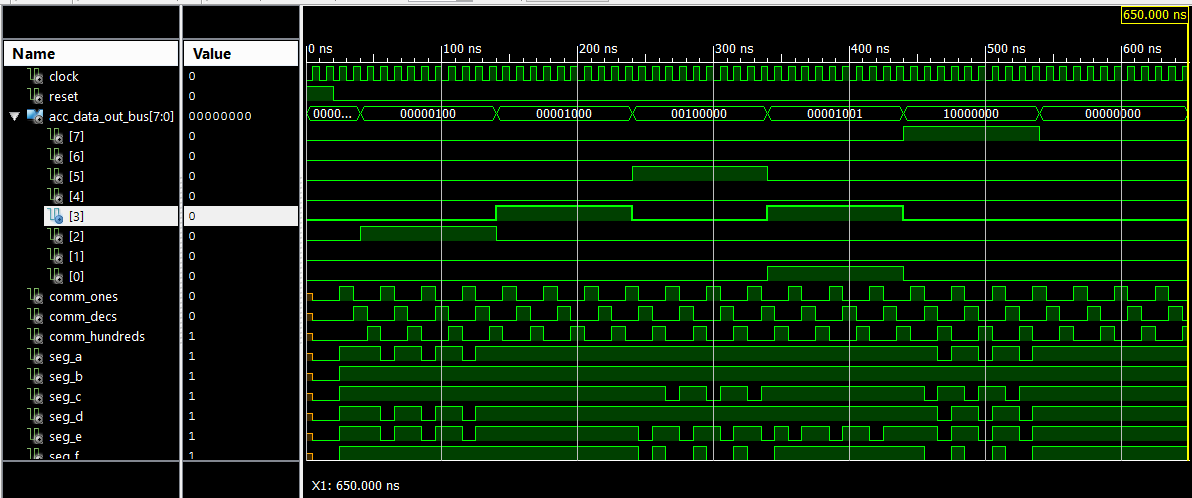 650.000 ns
Name Value
0 ns 100 ns 200 ns 300 ns 400 ns 500 ns 600 ns
clock 0
reset 0
acc_data_out_bus[7:0] 00000000 0000... 00000100 00001000 00100000 00001001 10000000 00000000
[7] 0
[6] 0
[5] 0
[4] 0
[3] 0
[2] 0
[1] 0
[0] 0
comm_ones 0
comm_decs 0
comm_hundreds 1
seg_a 1
seg_b 1
seg_c 1
seg_d 1
seg_e 1
seg_f 1
X1: 650.000 ns